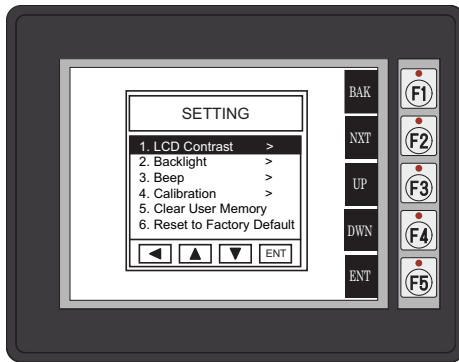 SETTING
1. LCD Contrast >
2. Backlight >
3. Beep >
4. Calibration >
5. Clear User Memory
6. Reset to Factory Default
ENT
BAK
NXT
UP
DWN
ENT
F1
F2
F3
F4
F5